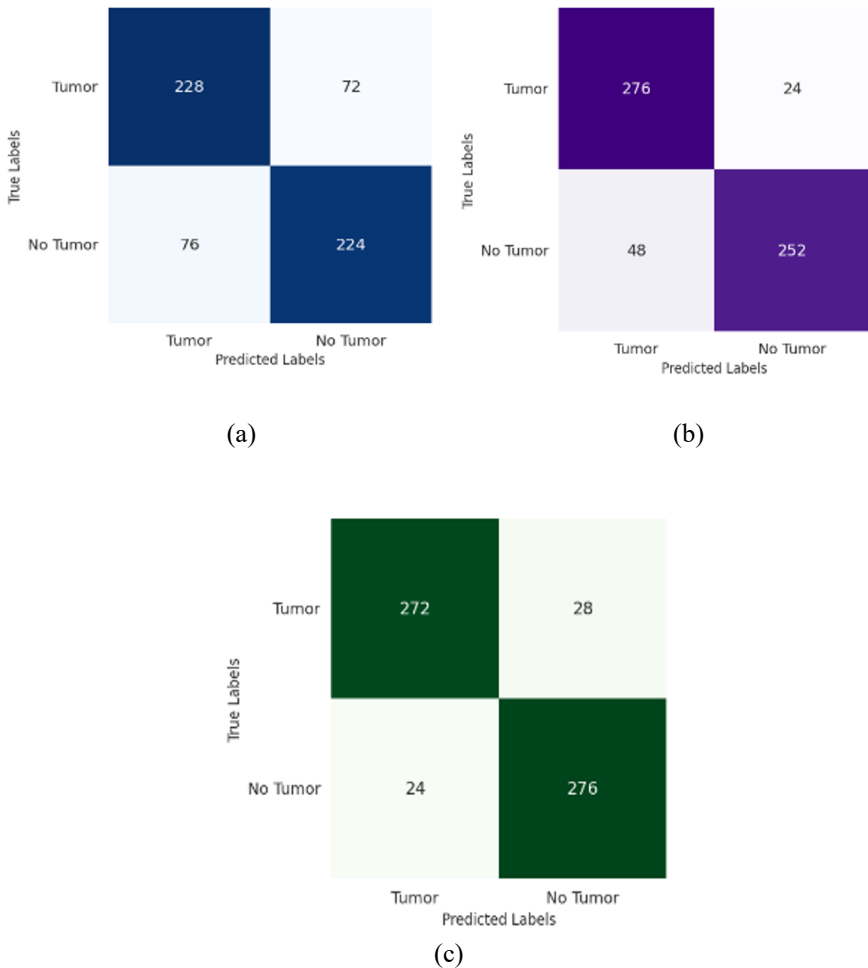 Tumor 228 72
No Tumor 76 224
True Labels
Tumor No Tumor
Predicted Labels
(a)
Tumor 276 24
No Tumor 48 252
True Labels
Tumor No Tumor
Predicted Labels
(b)
Tumor 272 28
No Tumor 24 276
True Labels
Tumor No Tumor
Predicted Labels
(c)